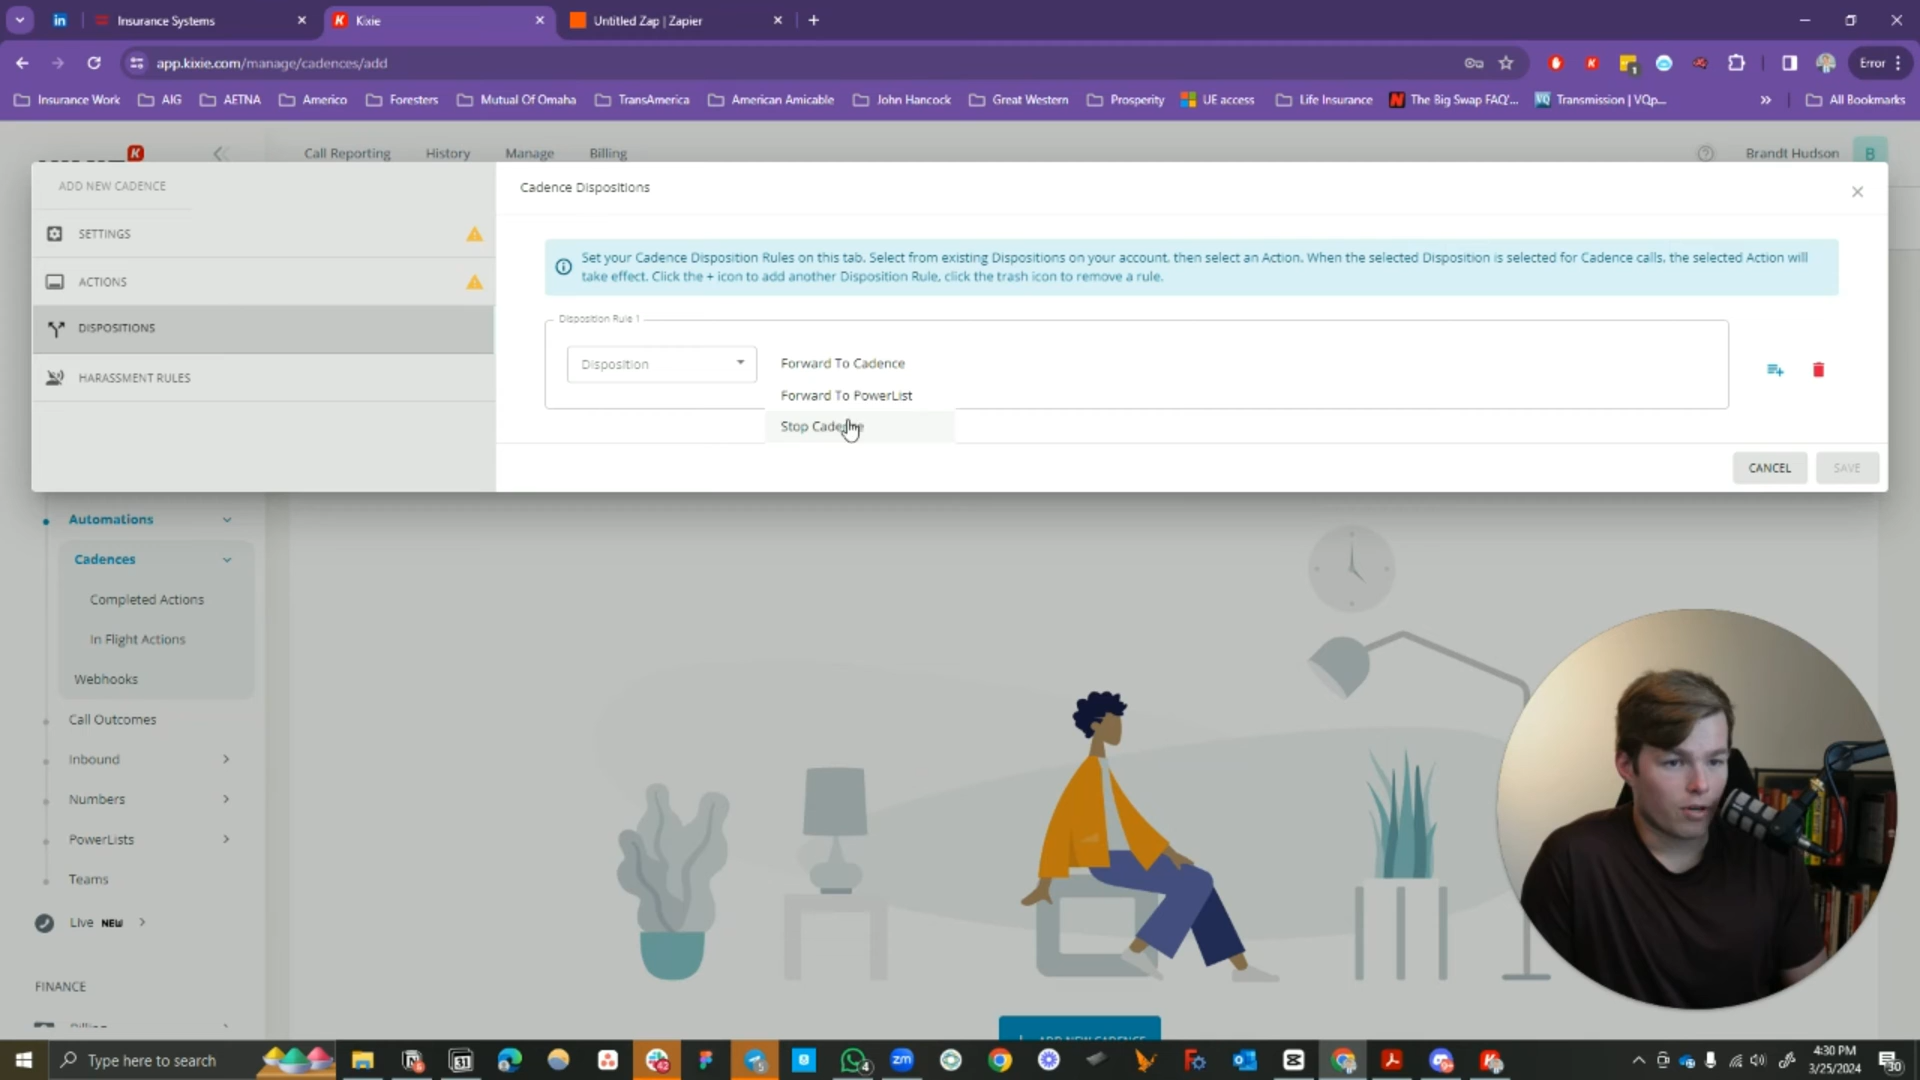 Insurance Systems
Kixie
Untitled Zap | Zapier
app.kixie.com/manage/cadences/add
Error
Insurance Work
AIG
AETNA
Americo
Foresters
Mutual Of Omaha
TransAmerica
American Amicable
John Hancock
Great Western
Prosperity
UE access
Life Insurance
The Big Swap FAQ'...
Transmission | VQp...
All Bookmarks
Call Reporting
History
Manage
Billing
Brandt Hudson
B
ADD NEW CADENCE
SETTINGS
ACTIONS
DISPOSITIONS
HARASSMENT RULES
Cadence Dispositions
Set your Cadence Disposition Rules on this tab. Select from existing Dispositions on your account, then select an Action. When the selected Disposition is selected for Cadence calls, the selected Action will
take effect. Click the + icon to add another Disposition Rule, click the trash icon to remove a rule.
Disposition Rule 1
Disposition
Forward To Cadence
Forward To PowerList
Stop Cadence
CANCEL
SAVE
Automations
Cadences
Completed Actions
In Flight Actions
Webhooks
Call Outcomes
Inbound
Numbers
PowerLists
Teams
Live NEW
FINANCE
Billing
ADD NEW CADENCE
Type here to search
4:30 PM
3/25/2024